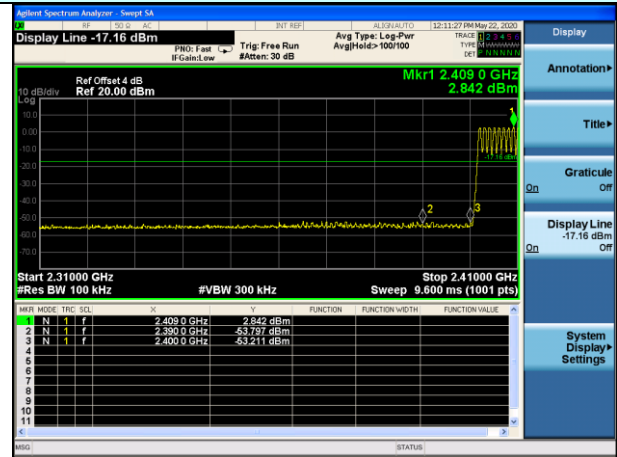 Agilent Spectrum Analyzer - Swept SA
RF 50 Ω AC INT REF ALIGNAUTO 12:11:27 PM May 22, 2020
Display Line -17.16 dBm
PNO: Fast
IFGain:Low
Trig: Free Run
#Atten: 30 dB
Avg Type: Log-Pwr
Avg|Hold:> 100/100
TRACE 1 2 3 4 5 6
TYPE M
DET P N N N N N
Display
Mkr1 2.409 0 GHz
2.842 dBm
Ref Offset 4 dB
10 dB/div Ref 20.00 dBm
Log
10.0
0.00
-10.0
-20.0
-30.0
-40.0
-50.0
-60.0
-70.0
1
-17.16 dBm
2
3
Start 2.31000 GHz Stop 2.41000 GHz
#Res BW 100 kHz #VBW 300 kHz Sweep 9.600 ms (1001 pts)
MKR MODE TRC SCL X Y FUNCTION FUNCTION WIDTH FUNCTION VALUE
1 N 1 f 2.409 0 GHz 2.842 dBm
2 N 1 f 2.390 0 GHz -53.797 dBm
3 N 1 f 2.400 0 GHz -53.211 dBm
4
5
6
7
8
9
10
11
Annotation
Title
Graticule
On Off
Display Line
-17.16 dBm
On Off
System
Display
Settings
MSG STATUS